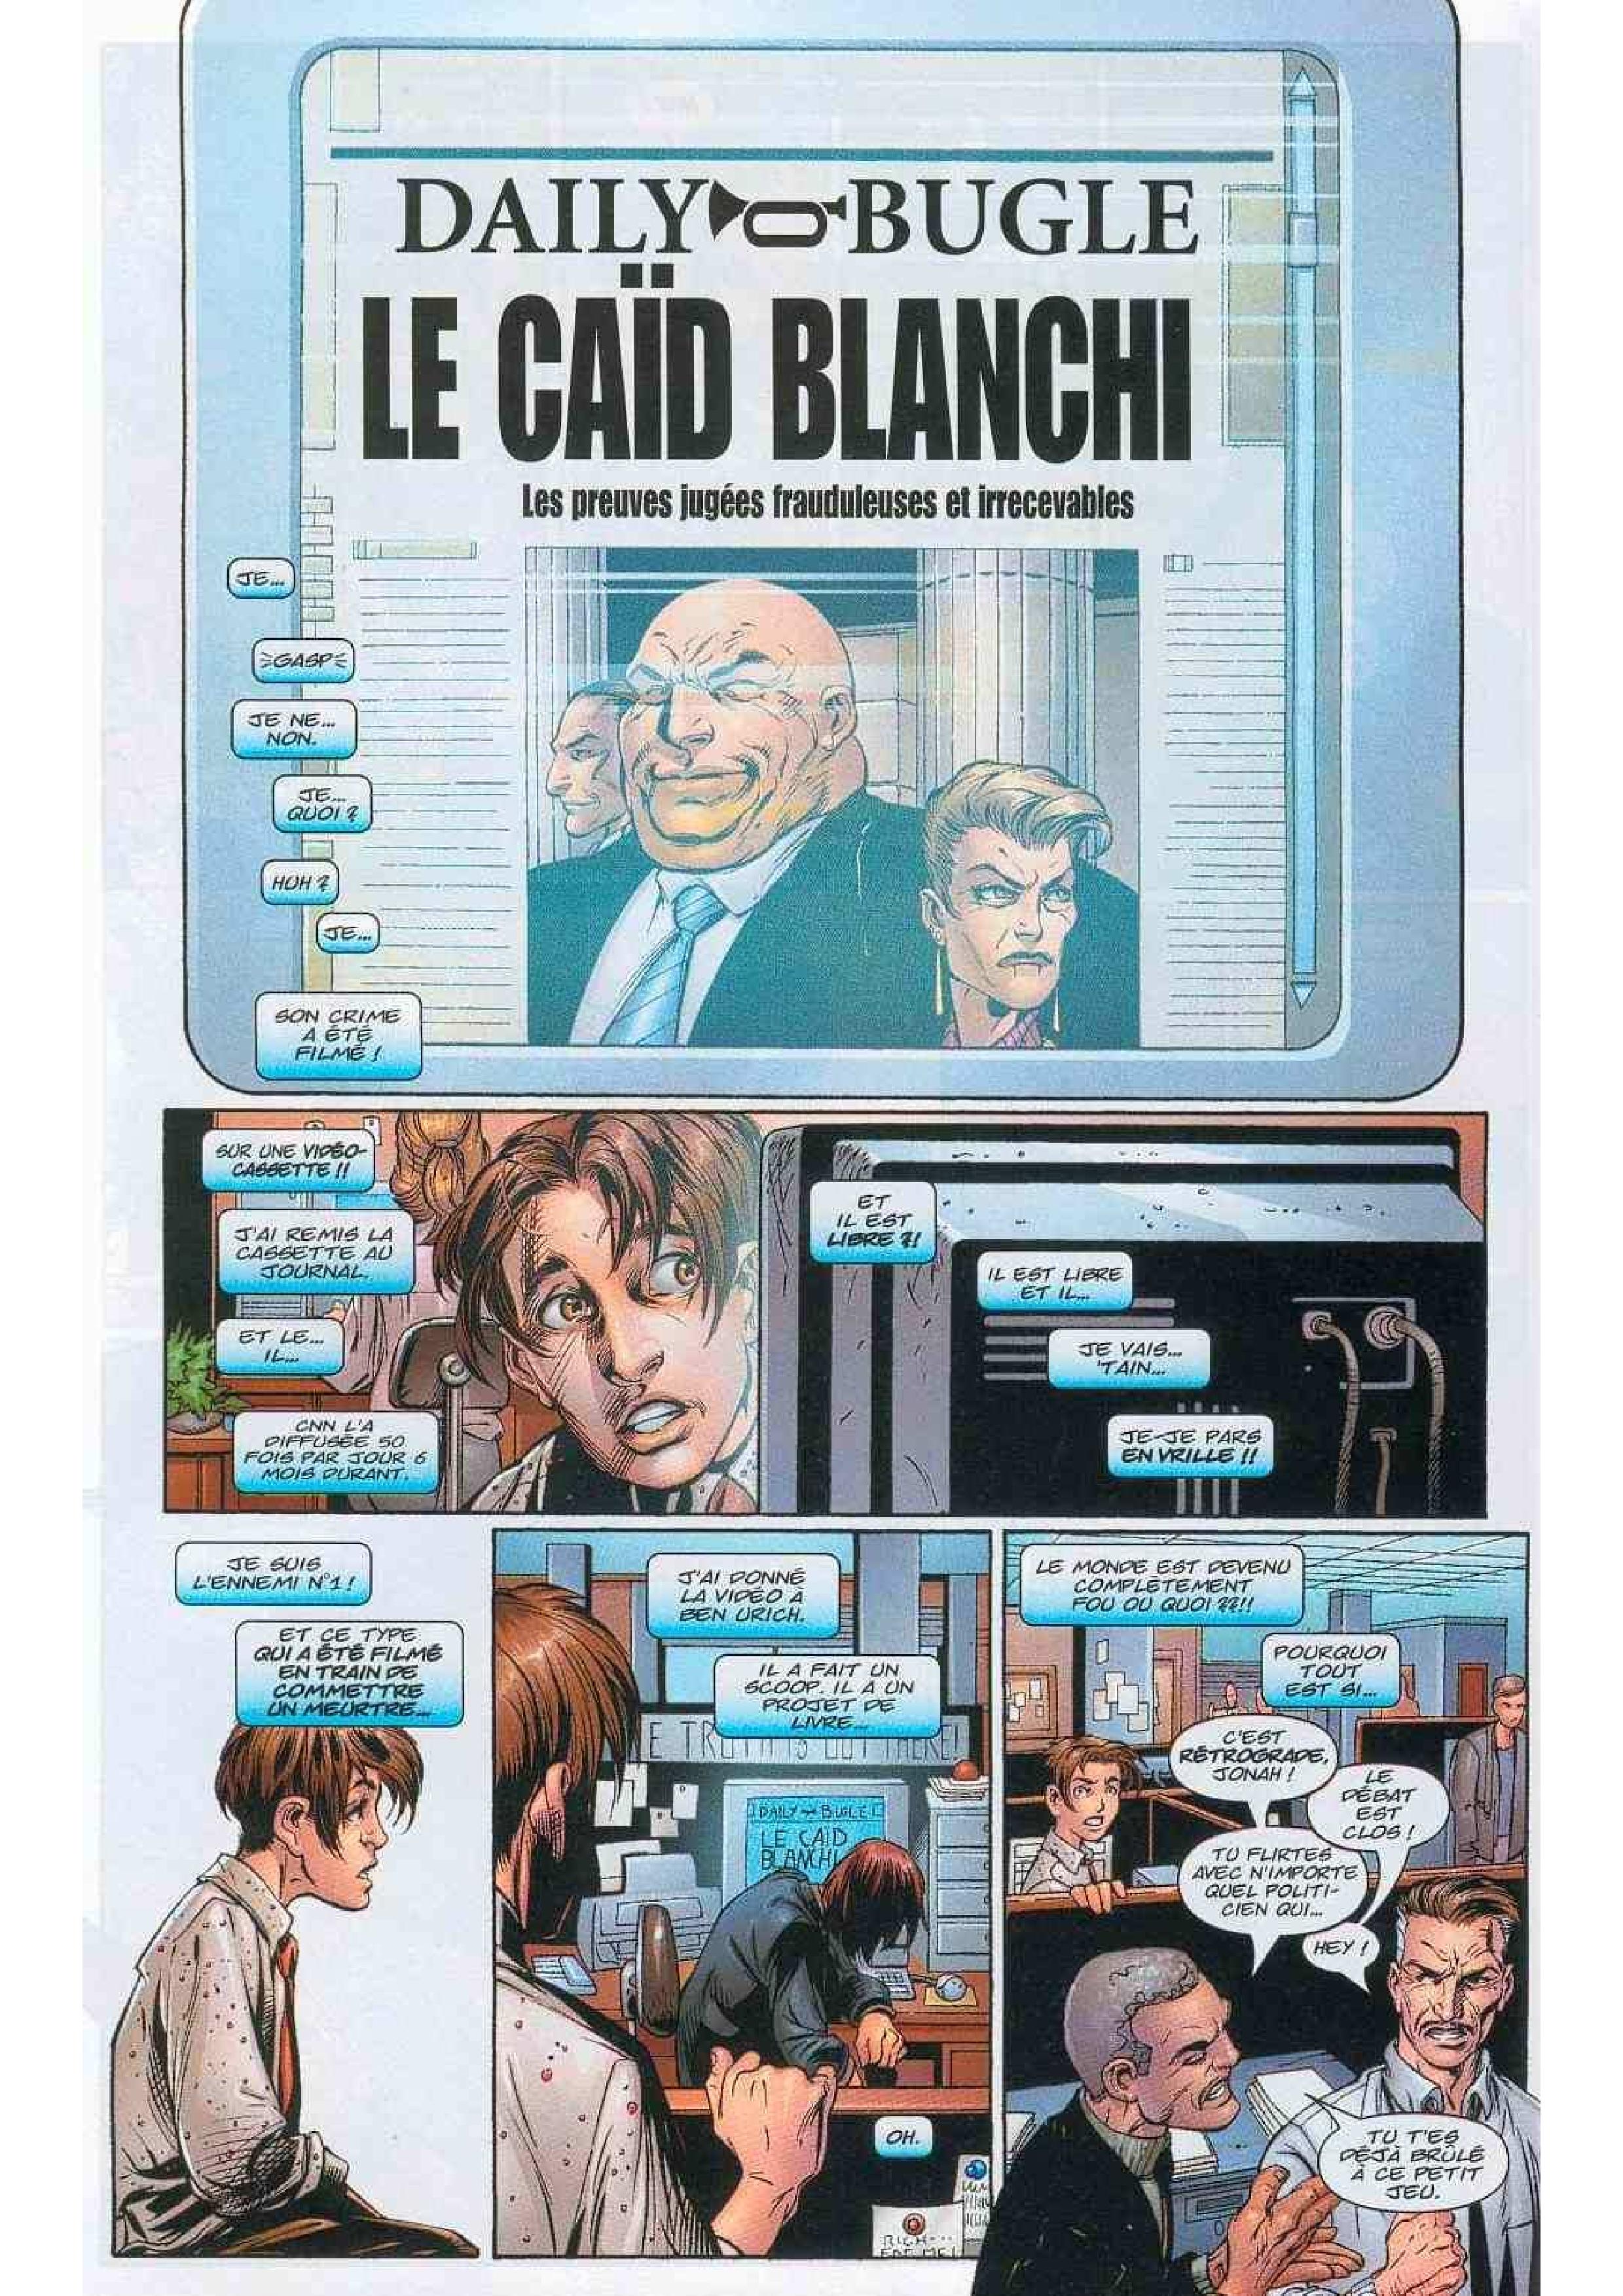 DAILY BUGLE
LE CAÏD BLANCHI
Les preuves jugées frauduleuses et irrecevables
JE...
GASP
JE NE...
NON.
JE...
QUOI ?
HUH ?
JE...
SON CRIME
A ÉTÉ
FILMÉ !
SUR UNE VIDÉO-
CASSETTE !!
J'AI REMIS LA
CASSETTE AU
JOURNAL.
ET LE...
IL...
CNN L'A
DIFFUSÉE 50
FOIS PAR JOUR 6
MOIS DURANT.
ET
IL EST
LIBRE ?!
IL EST LIBRE
ET IL...
JE VAIS...
'TAIN...
JE-JE PARS
EN VRILLE !!
JE SUIS
L'ENNEMI N°1 !
ET CE TYPE
QUI A ÉTÉ FILMÉ
EN TRAIN DE
COMMETTRE
UN MEURTRE...
J'AI DONNÉ
LA VIDÉO À
BEN URICH.
IL A FAIT UN
SCOOP. IL A UN
PROJET DE
LIVRE...
DAILY BUGLE
LE CAÏD
BLANCHI
OH.
RICH
LE MONDE EST DEVENU
COMPLÈTEMENT
FOU OU QUOI ??!!
POURQUOI
TOUT
EST SI...
C'EST
RÉTROGRADE,
JONAH !
LE
DÉBAT
EST
CLOS !
TU FLIRTES
AVEC N'IMPORTE
QUEL POLITI-
CIEN QUI...
HEY !
TU T'ES
DÉJÀ BRÛLÉ
À CE PETIT
JEU.